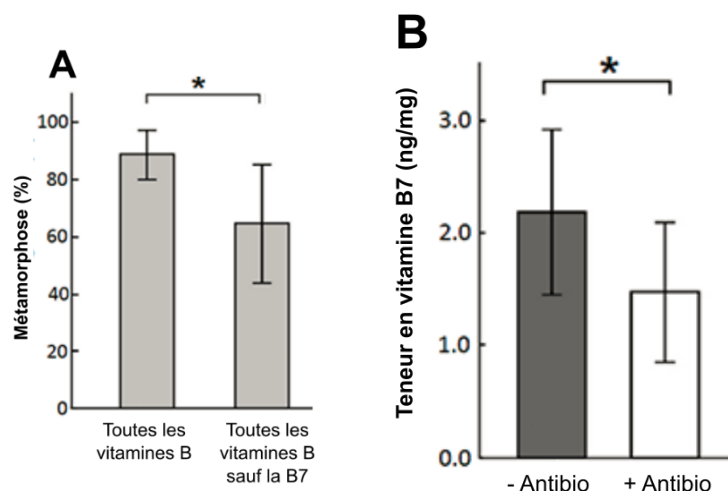 A
*
Métamorphose (%)
100
80
60
40
20
0
Toutes les
vitamines B
Toutes les
vitamines B
sauf la B7
B
*
Teneur en vitamine B7 (ng/mg)
3.0
2.0
1.0
0.0
- Antibio
+ Antibio